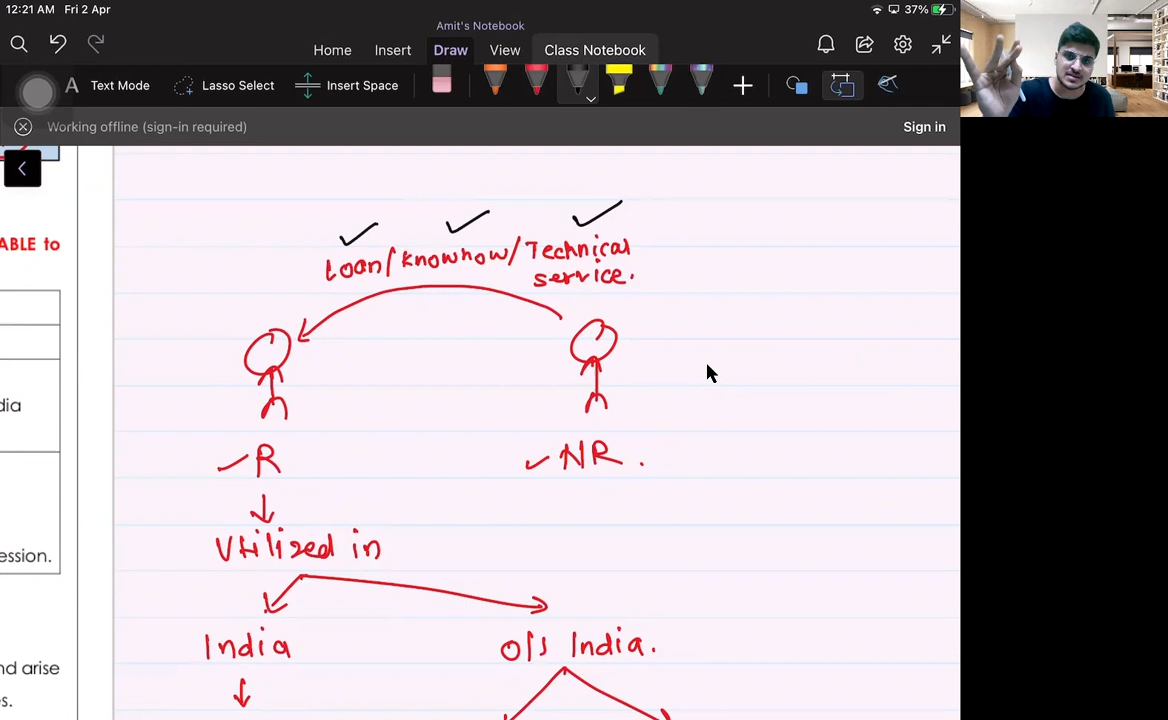 12:21 AM Fri 2 Apr
37%
Amit's Notebook
Home Insert Draw View Class Notebook
A Text Mode Lasso Select Insert Space
Working offline (sign-in required) Sign in
ABLE to
dia
ession.
nd arise
s.
Loan/knowhow/Technical
service.
R NR.
Utilized in
India O/S India.